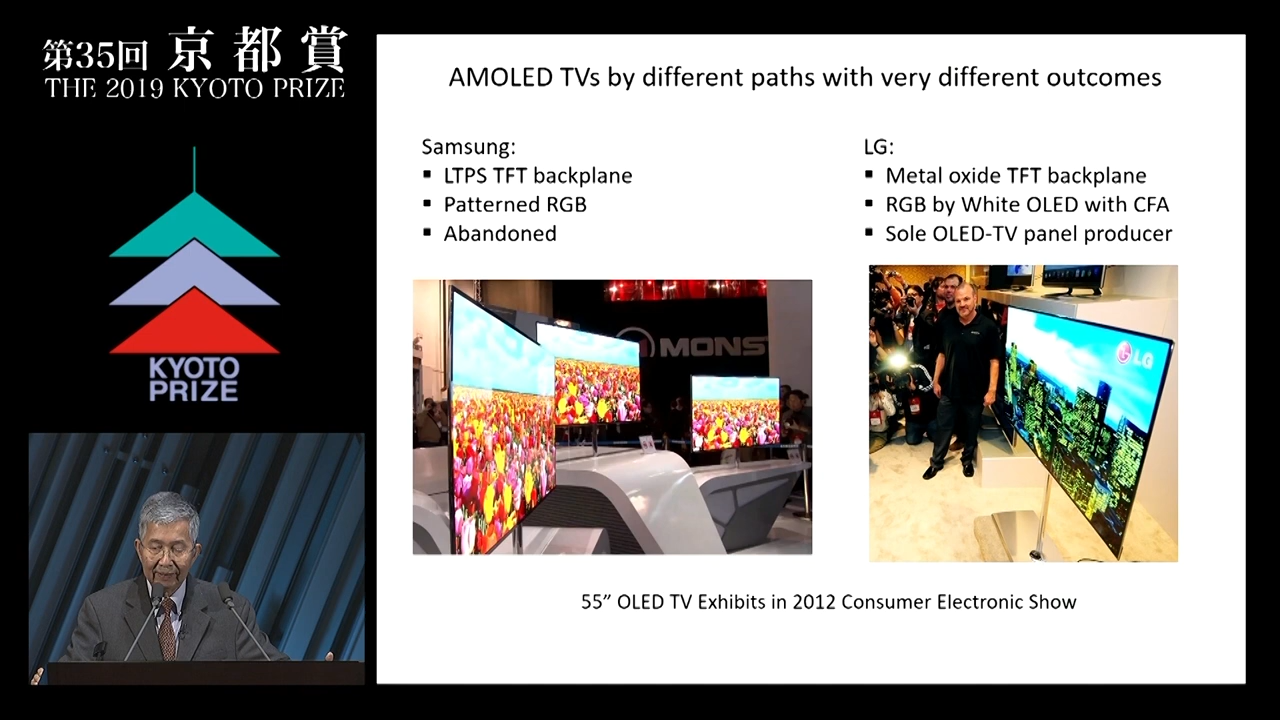 第35回 京都賞
THE 2019 KYOTO PRIZE
KYOTO
PRIZE
AMOLED TVs by different paths with very different outcomes
Samsung:
▪ LTPS TFT backplane
▪ Patterned RGB
▪ Abandoned
LG:
▪ Metal oxide TFT backplane
▪ RGB by White OLED with CFA
▪ Sole OLED-TV panel producer
MONS
LG
55” OLED TV Exhibits in 2012 Consumer Electronic Show